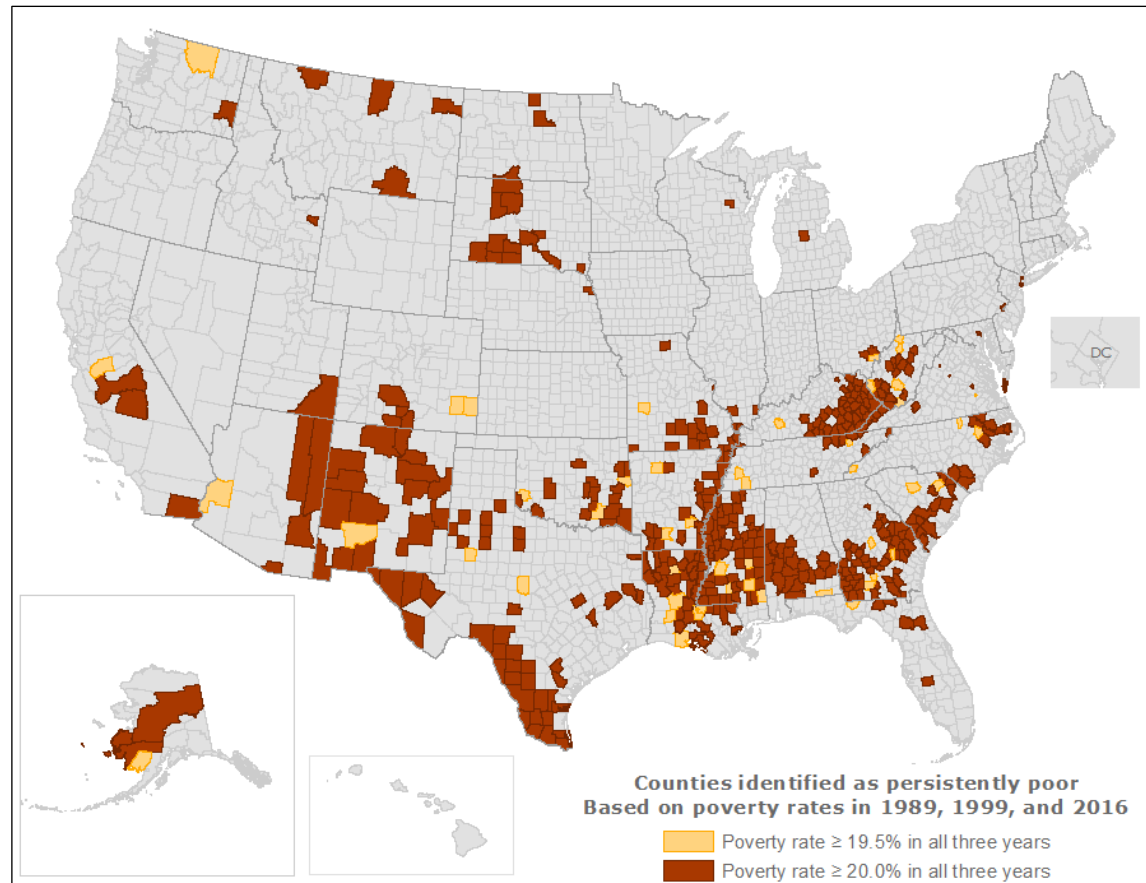 DC
Counties identified as persistently poor
Based on poverty rates in 1989, 1999, and 2016
Poverty rate ≥ 19.5% in all three years
Poverty rate ≥ 20.0% in all three years